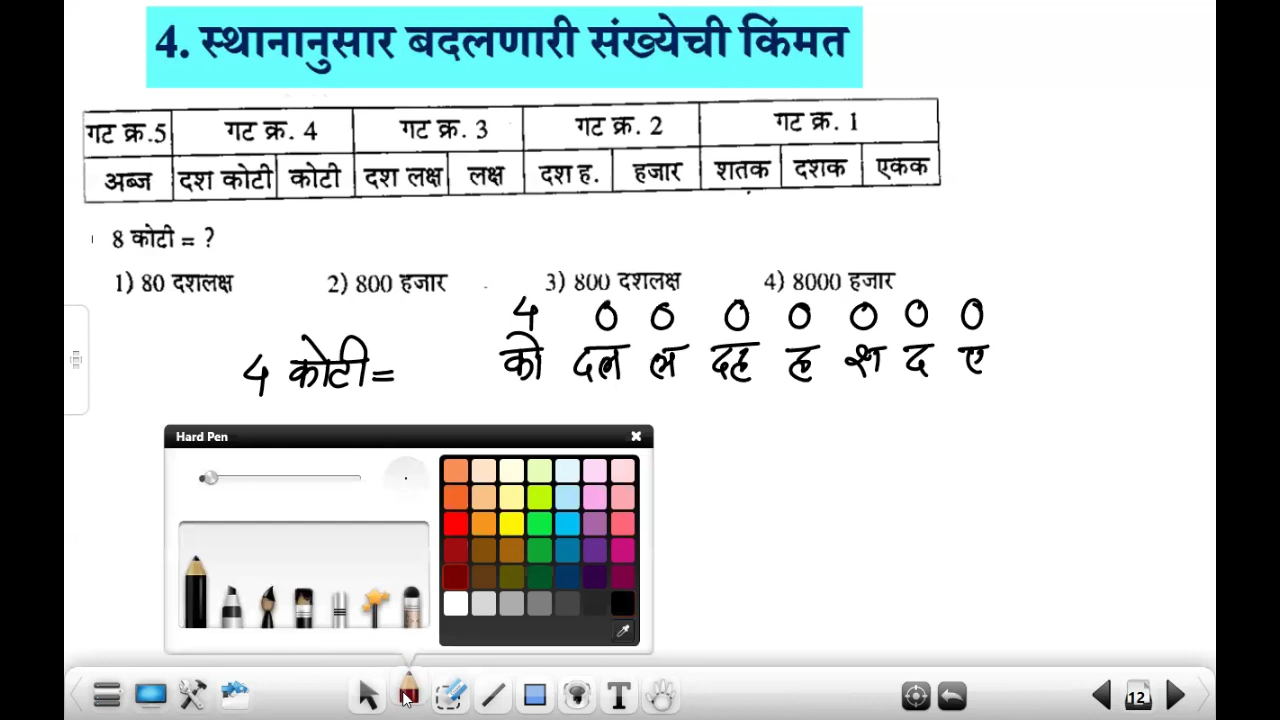 4. स्थानानुसार बदलणारी संख्येची किंमत
गट क्र.5 गट क्र. 4 गट क्र. 3 गट क्र. 2 गट क्र. 1
अब्ज दश कोटी कोटी दश लक्ष लक्ष दश ह. हजार शतक दशक एकक
8 कोटी = ?
1) 80 दशलक्ष 2) 800 हजार 3) 800 दशलक्ष 4) 8000 हजार
4 0 0 0 0 0 0 0
4 कोटी = को दल ल दह ह श द ए
Hard Pen
12